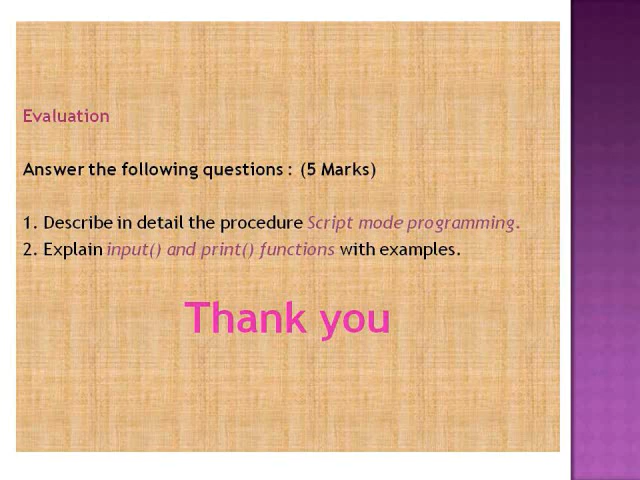 Evaluation
Answer the following questions : (5 Marks)
1. Describe in detail the procedure Script mode programming.
2. Explain input() and print() functions with examples.
Thank you